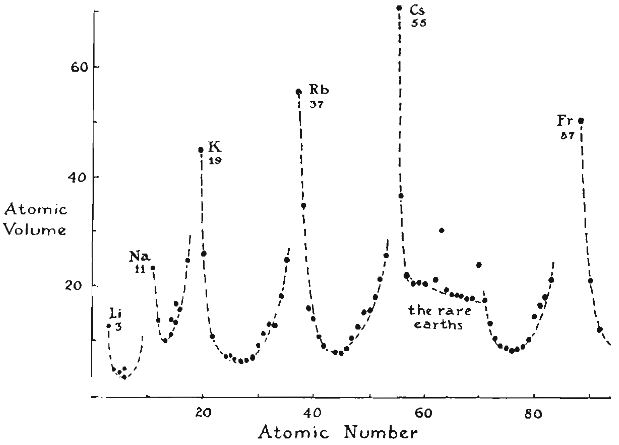 Cs
55
60
Rb
37
Fr
87
K
19
40
Atomic
Volume
Na
11
20
Li
3
the rare
earths
20
40
60
80
Atomic Number